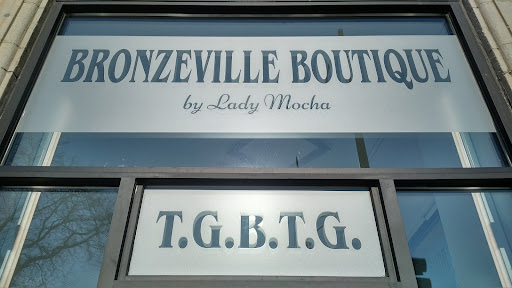 BRONZEVILLE BOUTIQUE
by Lady Mocha
T.G.B.T.G.